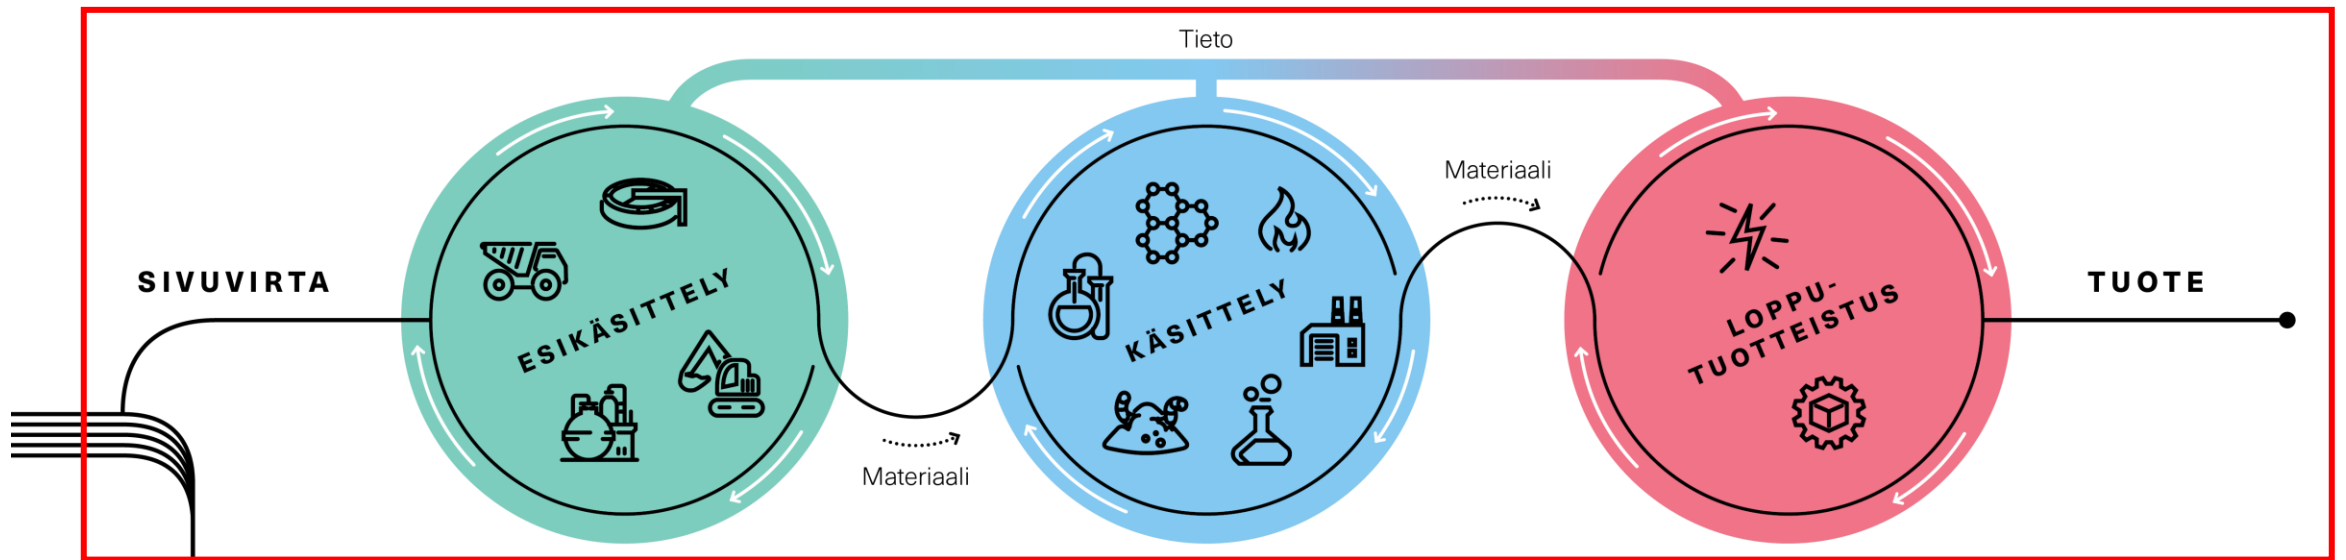 Tieto
SIVUVIRTA
ESIKÄSITTELY
Materiaali
KÄSITTELY
Materiaali
LOPPU-
TUOTTEISTUS
TUOTE